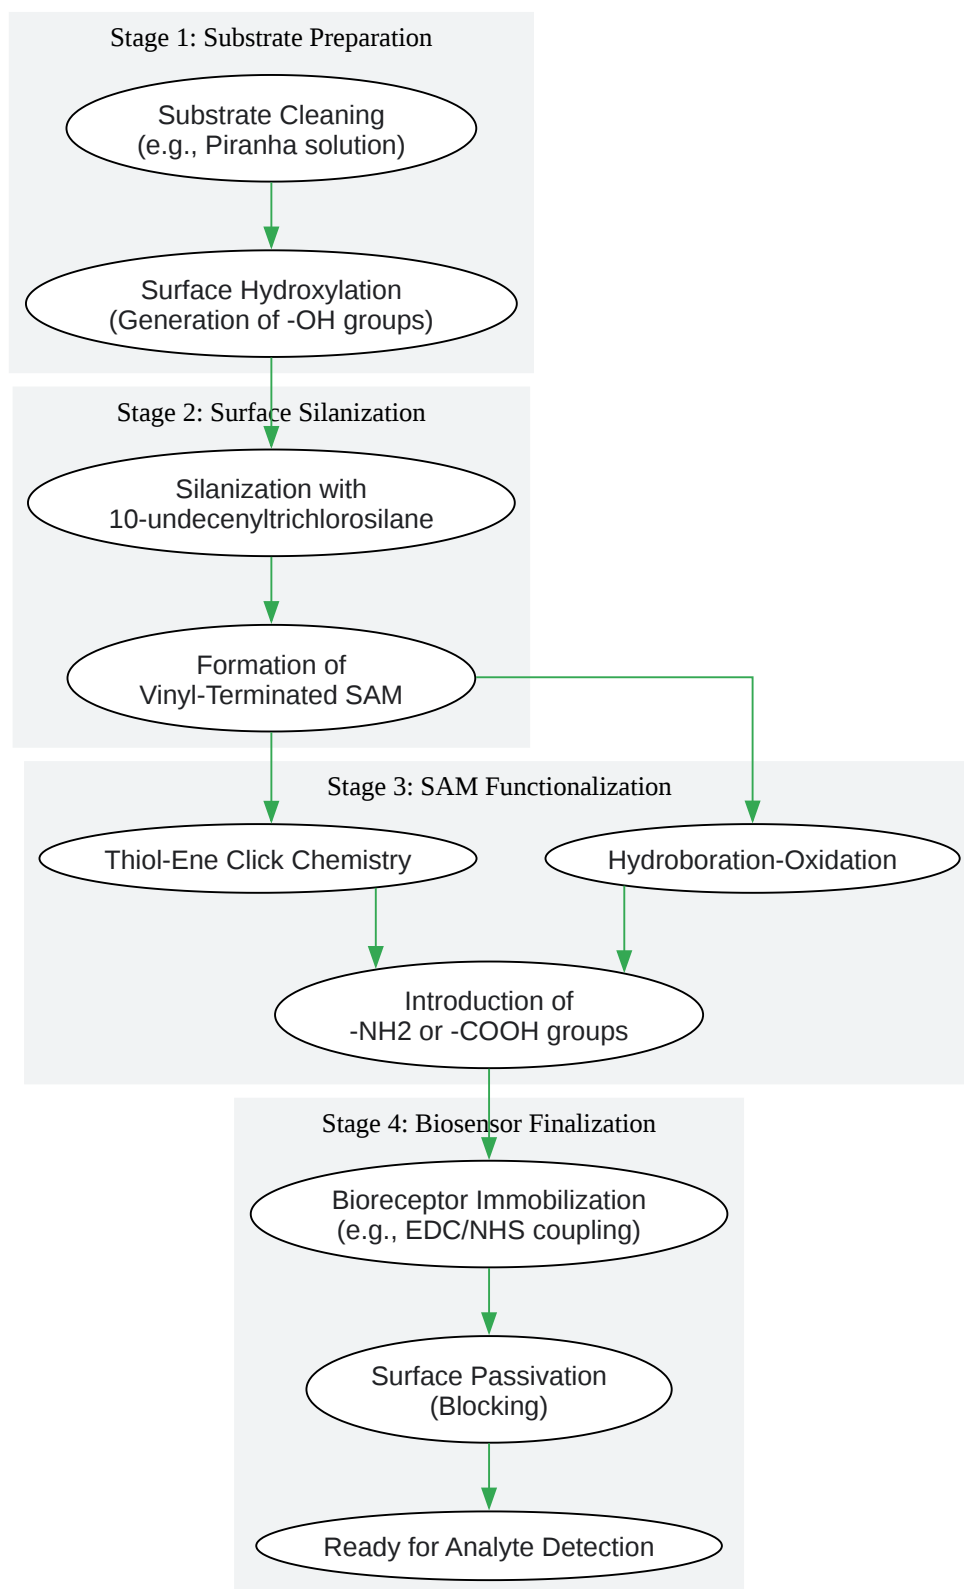 Stage 1: Substrate Preparation
Substrate Cleaning
(e.g., Piranha solution)
Surface Hydroxylation
(Generation of -OH groups)
Stage 2: Surface Silanization
Silanization with
10-undecenyltrichlorosilane
Formation of
Vinyl-Terminated SAM
Stage 3: SAM Functionalization
Thiol-Ene Click Chemistry
Hydroboration-Oxidation
Introduction of
-NH2 or -COOH groups
Stage 4: Biosensor Finalization
Bioreceptor Immobilization
(e.g., EDC/NHS coupling)
Surface Passivation
(Blocking)
Ready for Analyte Detection